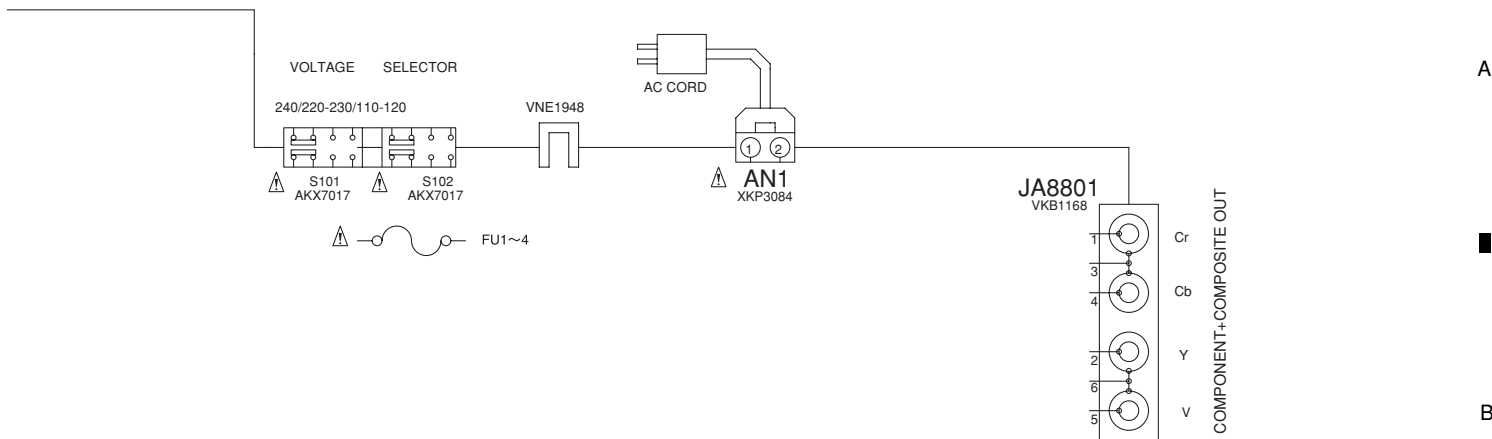 A
VOLTAGE SELECTOR
AC CORD
240/220-230/110-120
VNE1948
1 2
S101
AKX7017
S102
AKX7017
AN1
XKP3084
JA8801
VKB1168
FU1～4
1
Cr
3
4
Cb
2
Y
6
5
V
COMPONENT+COMPOSITE OUT
B